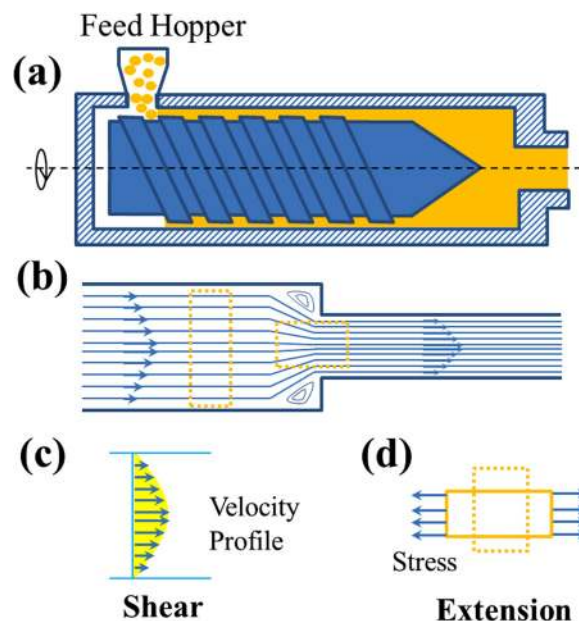 Feed Hopper
(a)
(b)
(c)
(d)
Velocity
Profile
Stress
Shear
Extension